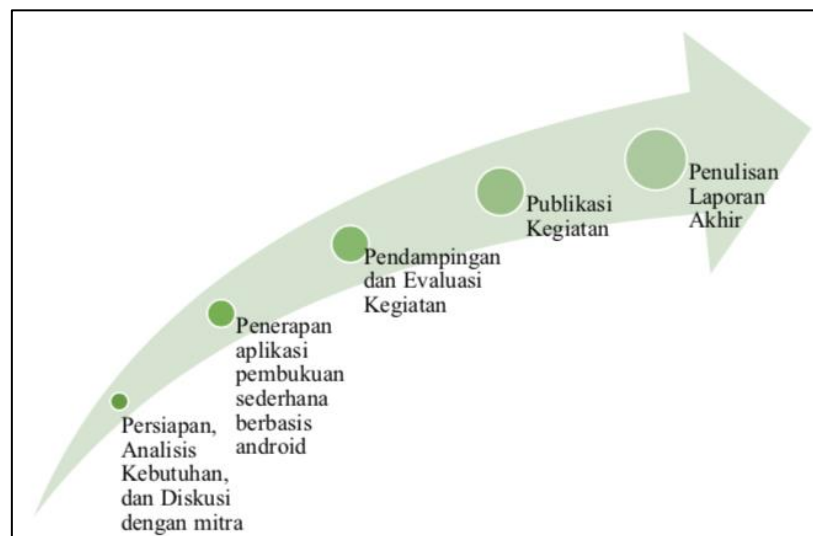 Persiapan,
Analisis
Kebutuhan,
dan Diskusi
dengan mitra
Penerapan
aplikasi
pembukuan
sederhana
berbasis
android
Pendampingan
dan Evaluasi
Kegiatan
Publikasi
Kegiatan
Penulisan
Laporan
Akhir